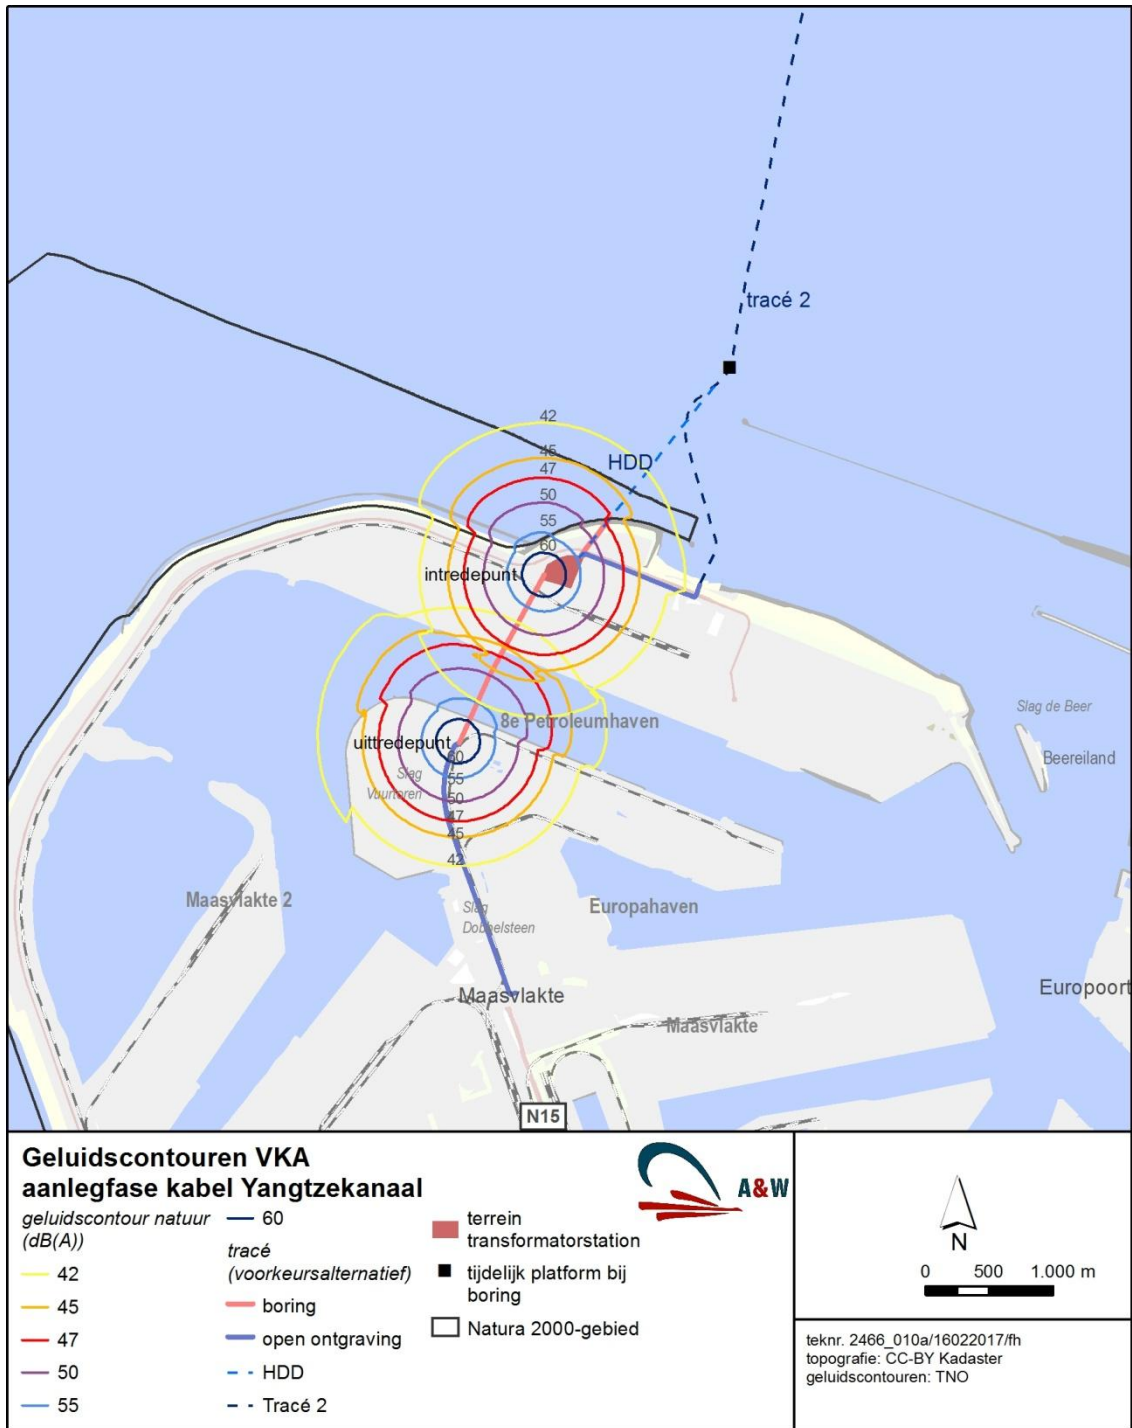 tracé 2
42
45
47
HDD
50
55
60
intredepunt
8e Petroleumhaven
uittredepunt
Slag de Beer
Beereiland
60
Slag
Vuurtoren
55
50
47
45
42
Maasvlakte 2
Slag
Dobbelsteen
Europahaven
Maasvlakte
Europoort
Maasvlakte
N15
Geluidscontouren VKA
aanlegfase kabel Yangtzekanaal
geluidscontour natuur
(dB(A))
42
45
47
50
55
60
tracé
(voorkeursalternatief)
boring
open ontgraving
HDD
Tracé 2
terrein
transformatorstation
tijdelijk platform bij
boring
Natura 2000-gebied
A&W
N
0 500 1.000 m
teknr. 2466_010a/16022017/fh
topografie: CC-BY Kadaster
geluidscontouren: TNO